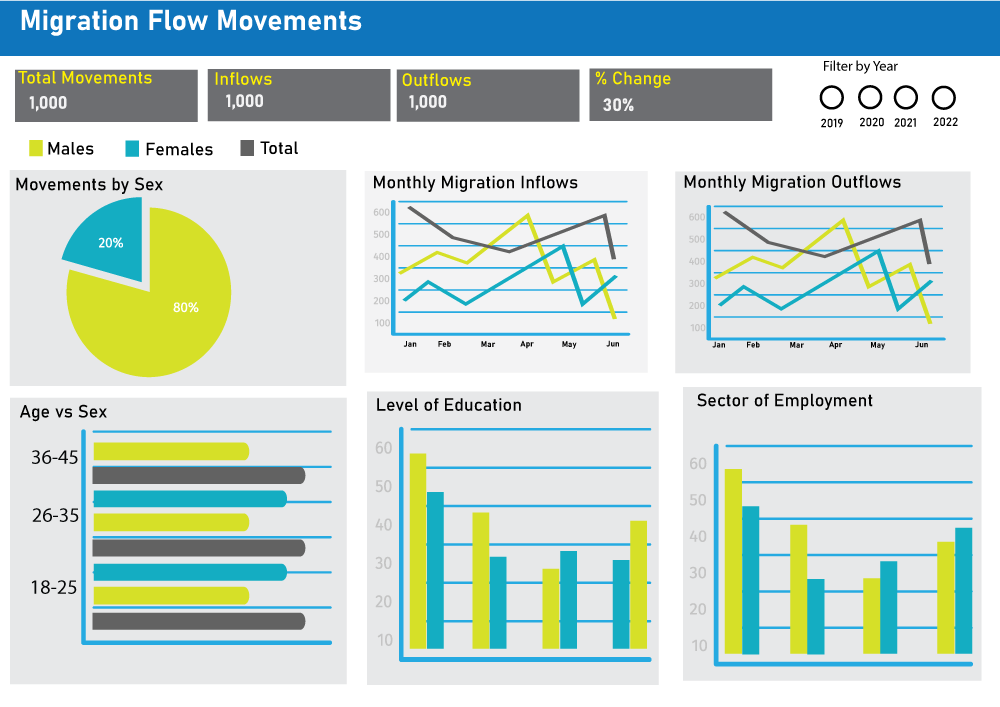 Migration Flow Movements
Total Movements
1,000
Inflows
1,000
Outflows
1,000
% Change
30%
Filter by Year
2019 2020 2021 2022
Males Females Total
Movements by Sex
20%
80%
Monthly Migration Inflows
600
500
400
300
200
100
Jan Feb Mar Apr May Jun
Monthly Migration Outflows
600
500
400
300
200
100
Jan Feb Mar Apr May Jun
Age vs Sex
36-45
26-35
18-25
Level of Education
60
50
40
30
20
10
Sector of Employment
60
50
40
30
20
10